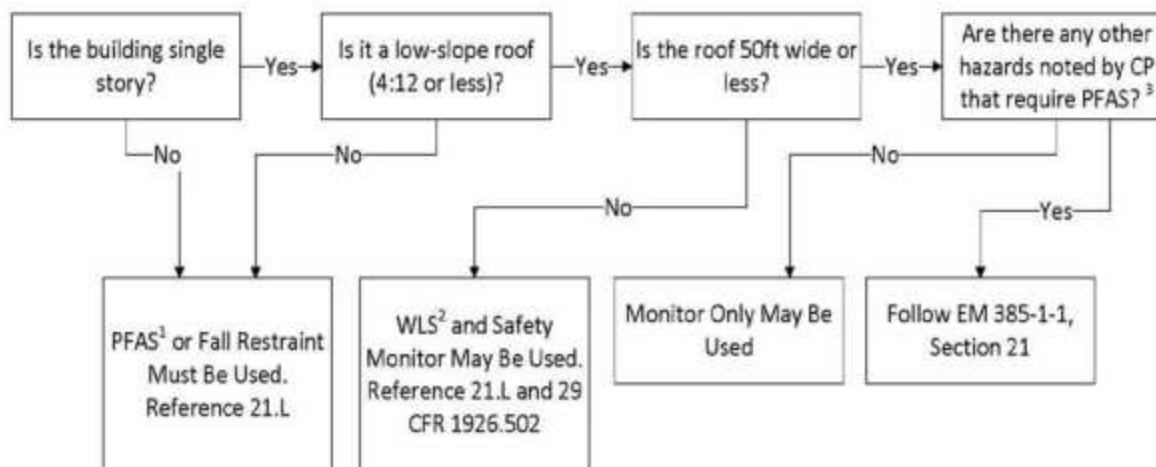 Is the building single
story?
Yes
Is it a low-slope roof
(4:12 or less)?
Yes
Is the roof 50ft wide or
less?
Yes
Are there any other
hazards noted by CP
that require PFAS? 3
No
No
No
No
Yes
PFAS1 or Fall Restraint
Must Be Used.
Reference 21.L
WLS2 and Safety
Monitor May Be Used.
Reference 21.L and 29
CFR 1926.502
Monitor Only May Be
Used
Follow EM 385-1-1,
Section 21